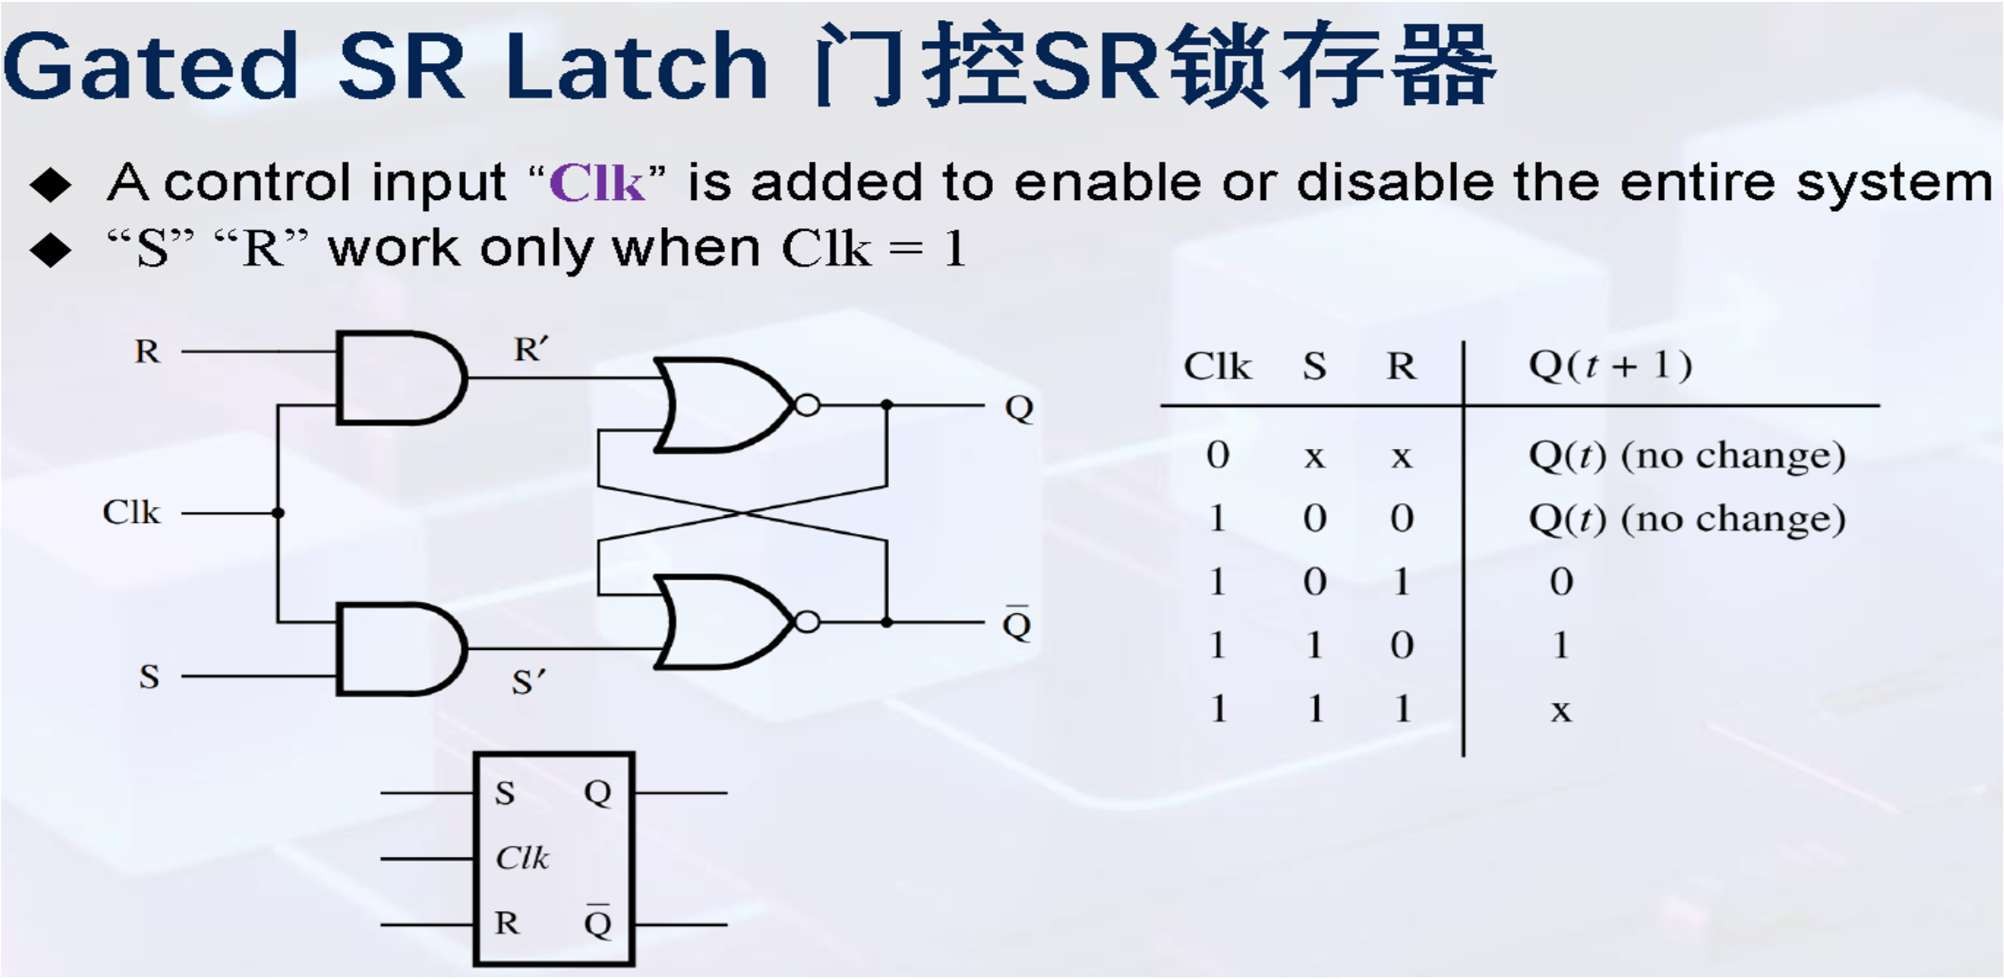 Gated SR Latch 门控SR锁存器
◆ A control input “Clk” is added to enable or disable the entire system
◆ “S” “R” work only when Clk = 1
R
R′
Q
Clk
S
S′
Q̅
Clk S R Q(t + 1)
0 x x Q(t) (no change)
1 0 0 Q(t) (no change)
1 0 1 0
1 1 0 1
1 1 1 x
S Q
Clk
R Q̅